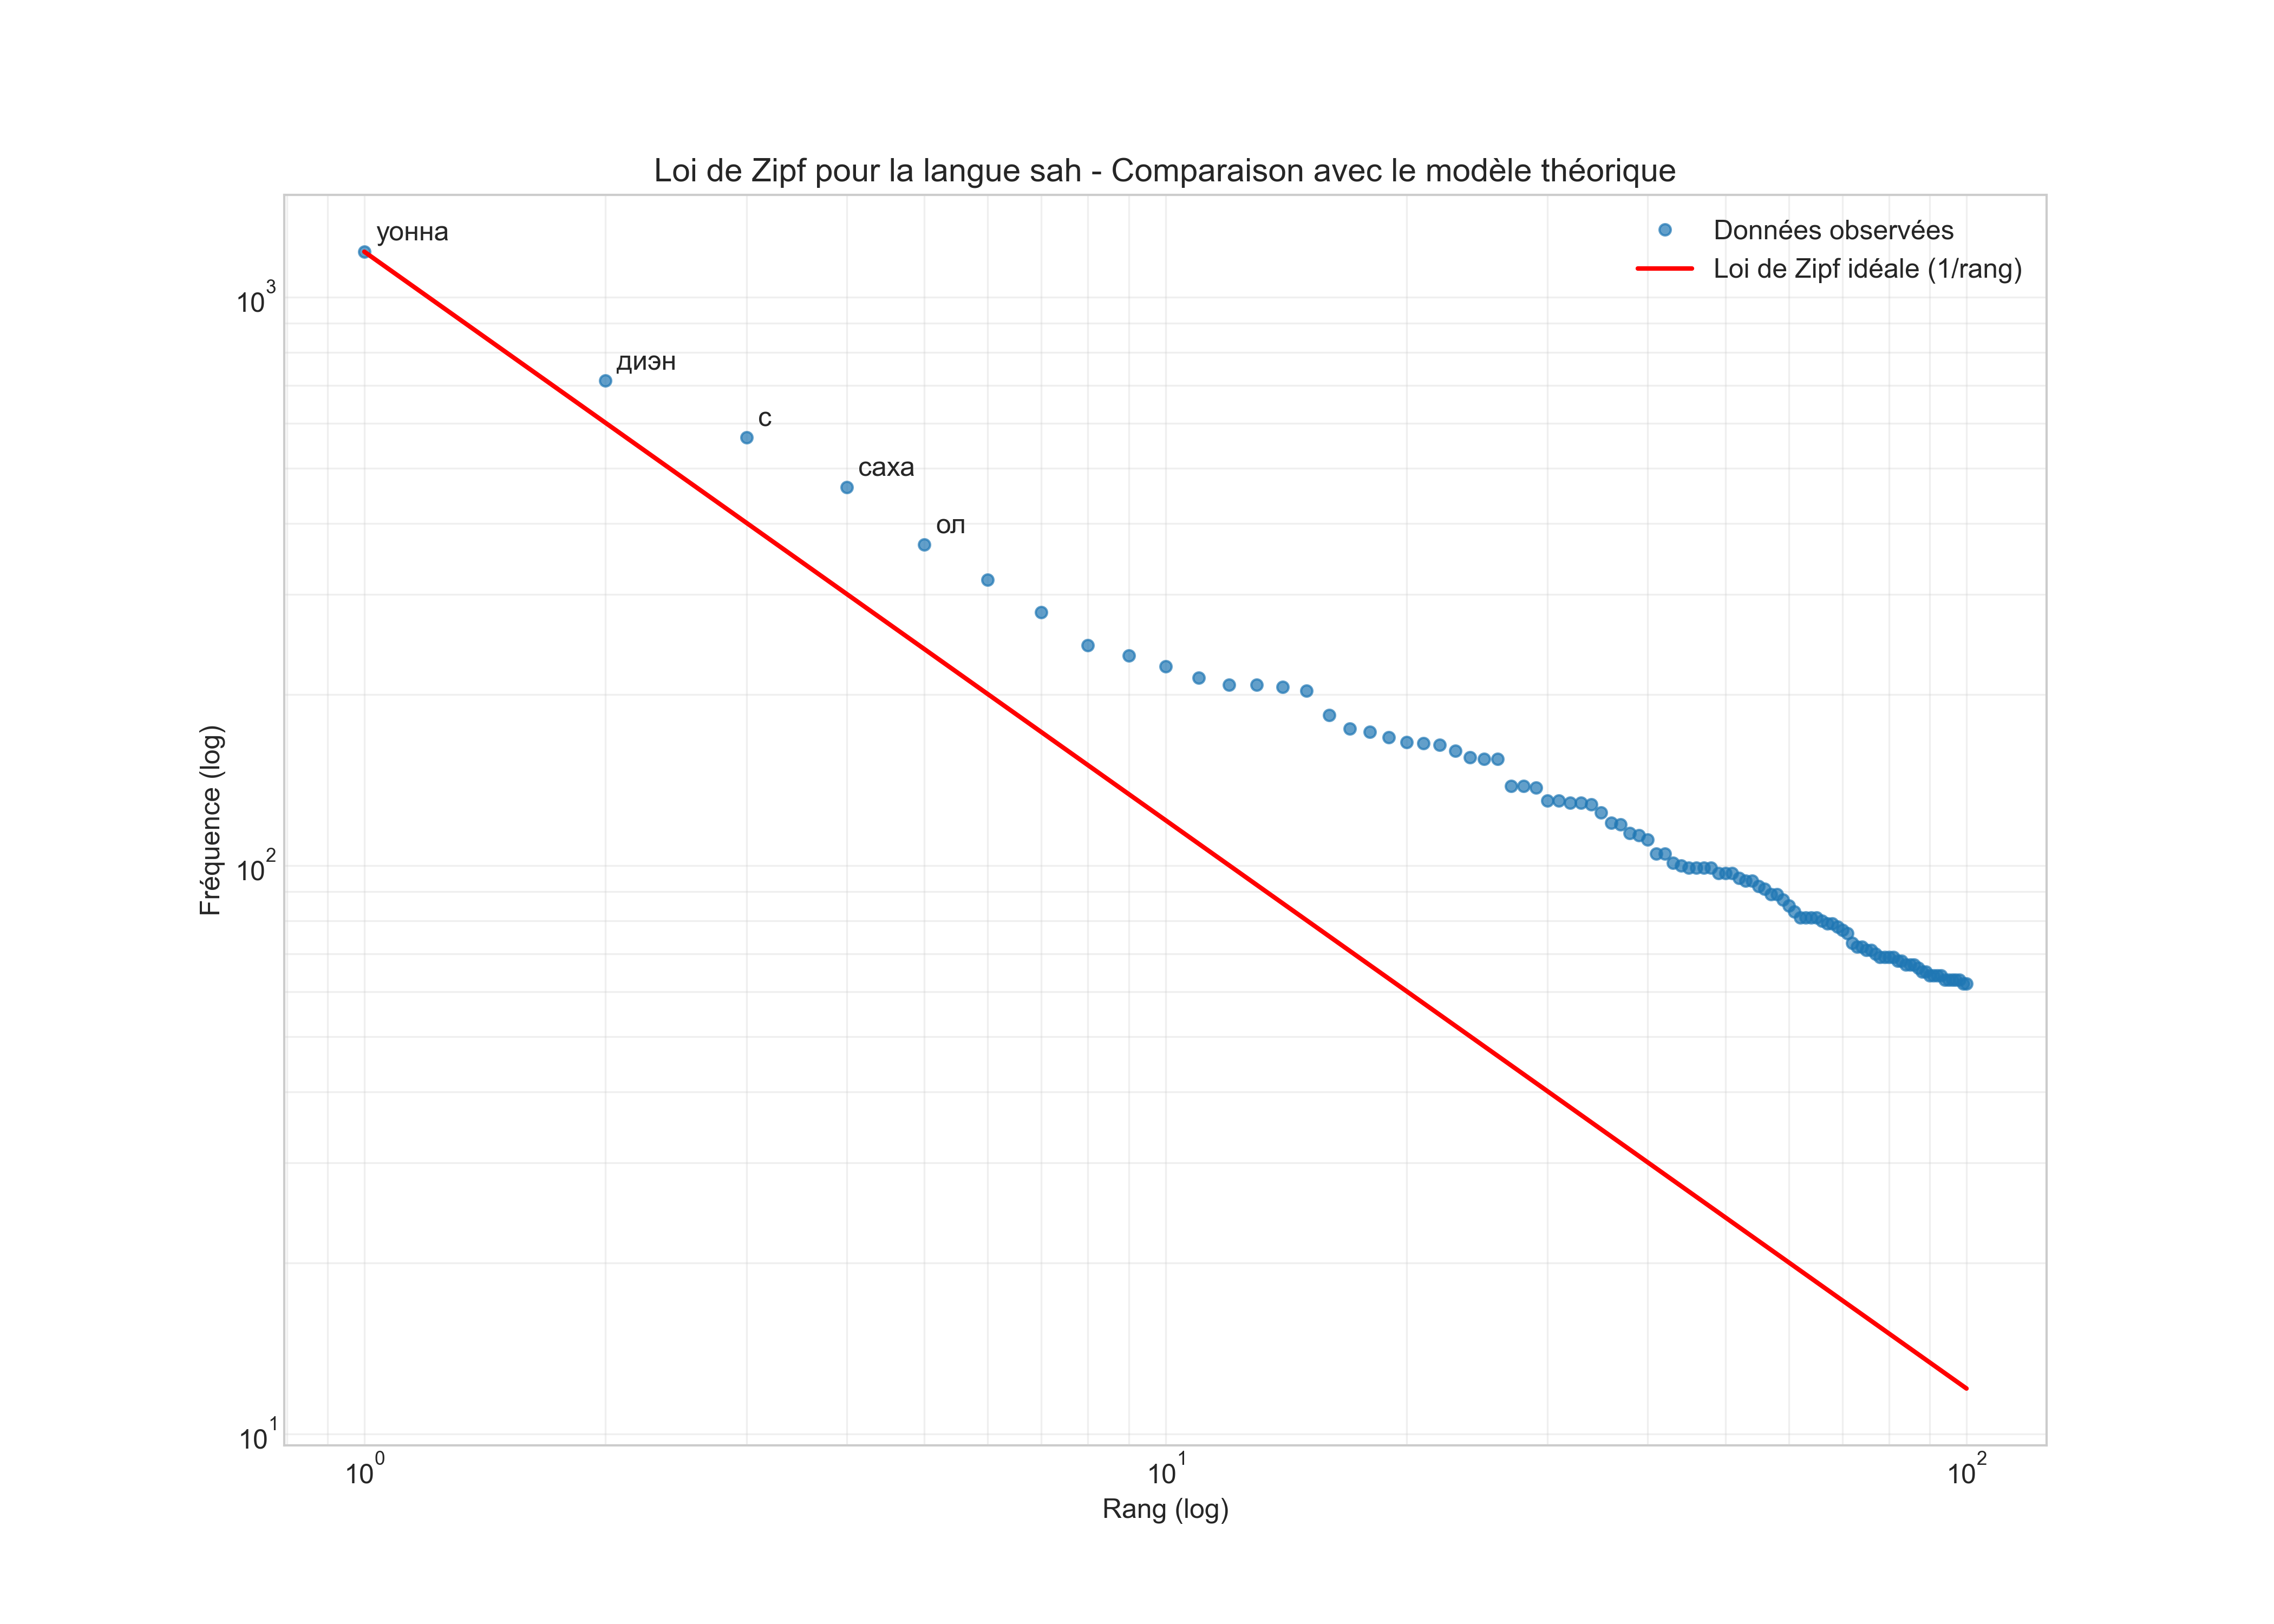 Loi de Zipf pour la langue sah - Comparaison avec le modèle théorique
Données observées
Loi de Zipf idéale (1/rang)
уонна
диэн
с
саха
ол
10³
10²
10¹
Fréquence (log)
10⁰
10¹
10²
Rang (log)